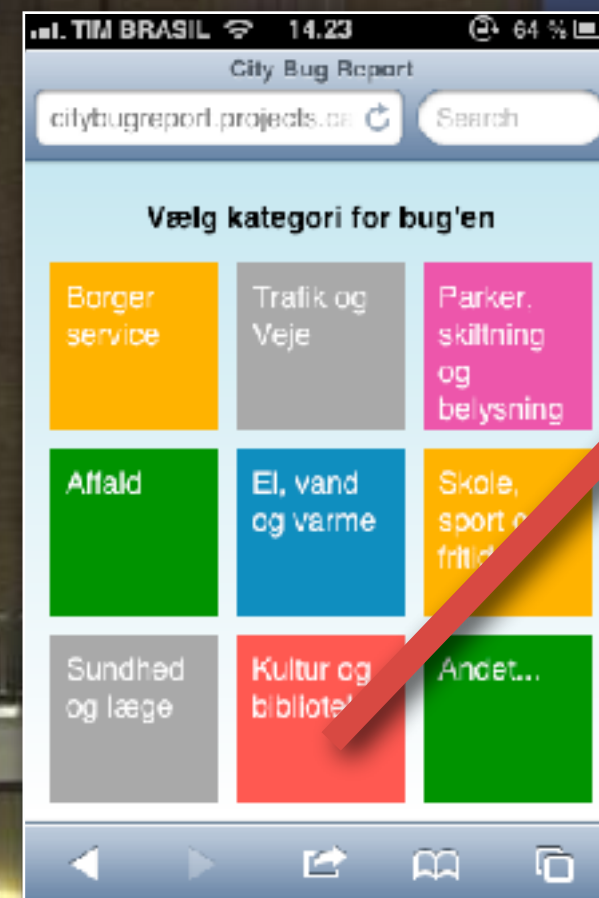 TIM BRASIL 14.23 64 %
City Bug Report
citybugreport.projects.ca Search
Vælg kategori for bug'en
Borger
service
Trafik og
Veje
Parker,
skiltning
og
belysning
Affald
El, vand
og varme
Skole,
sport
Sundhed
og læge
Kultur og
Andet...